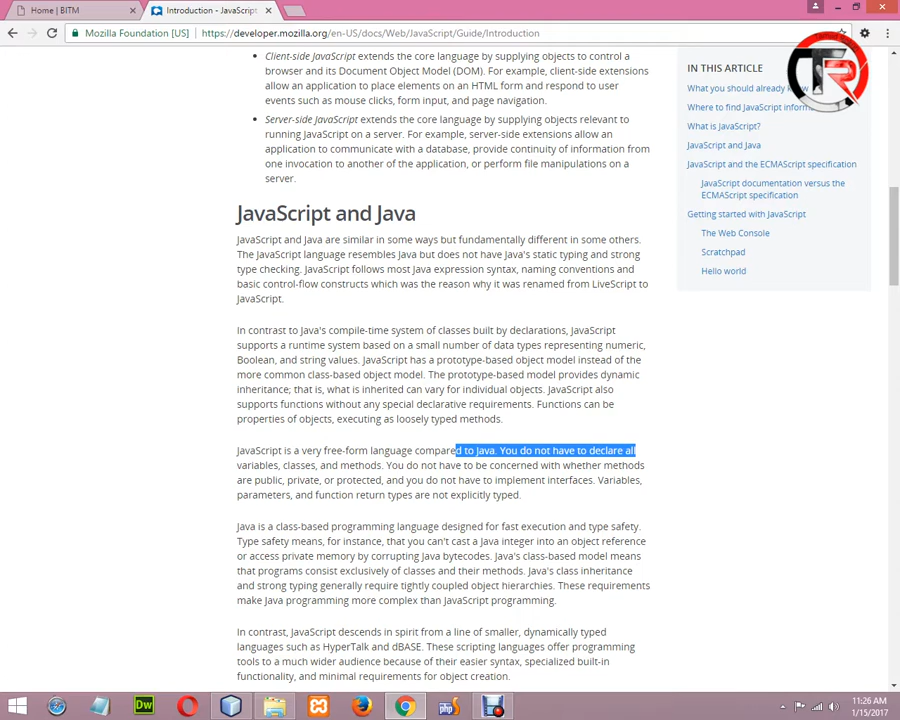 Home | BITM
Introduction - JavaScript
Mozilla Foundation [US]
https://developer.mozilla.org/en-US/docs/Web/JavaScript/Guide/Introduction
Client-side JavaScript extends the core language by supplying objects to control a
browser and its Document Object Model (DOM). For example, client-side extensions
allow an application to place elements on an HTML form and respond to user
events such as mouse clicks, form input, and page navigation.
Server-side JavaScript extends the core language by supplying objects relevant to
running JavaScript on a server. For example, server-side extensions allow an
application to communicate with a database, provide continuity of information from
one invocation to another of the application, or perform file manipulations on a
server.
JavaScript and Java
JavaScript and Java are similar in some ways but fundamentally different in some others.
The JavaScript language resembles Java but does not have Java's static typing and strong
type checking. JavaScript follows most Java expression syntax, naming conventions and
basic control-flow constructs which was the reason why it was renamed from LiveScript to
JavaScript.
In contrast to Java's compile-time system of classes built by declarations, JavaScript
supports a runtime system based on a small number of data types representing numeric,
Boolean, and string values. JavaScript has a prototype-based object model instead of the
more common class-based object model. The prototype-based model provides dynamic
inheritance; that is, what is inherited can vary for individual objects. JavaScript also
supports functions without any special declarative requirements. Functions can be
properties of objects, executing as loosely typed methods.
JavaScript is a very free-form language compared to Java. You do not have to declare all
variables, classes, and methods. You do not have to be concerned with whether methods
are public, private, or protected, and you do not have to implement interfaces. Variables,
parameters, and function return types are not explicitly typed.
Java is a class-based programming language designed for fast execution and type safety.
Type safety means, for instance, that you can't cast a Java integer into an object reference
or access private memory by corrupting Java bytecodes. Java's class-based model means
that programs consist exclusively of classes and their methods. Java's class inheritance
and strong typing generally require tightly coupled object hierarchies. These requirements
make Java programming more complex than JavaScript programming.
In contrast, JavaScript descends in spirit from a line of smaller, dynamically typed
languages such as HyperTalk and dBASE. These scripting languages offer programming
tools to a much wider audience because of their easier syntax, specialized built-in
functionality, and minimal requirements for object creation.
IN THIS ARTICLE
What you should already
Where to find JavaScript
What is JavaScript?
JavaScript and Java
JavaScript and the ECMAScript specification
JavaScript documentation versus the
ECMAScript specification
Getting started with JavaScript
The Web Console
Scratchpad
Hello world
TR
Dw
php
11:26 AM
1/15/2017